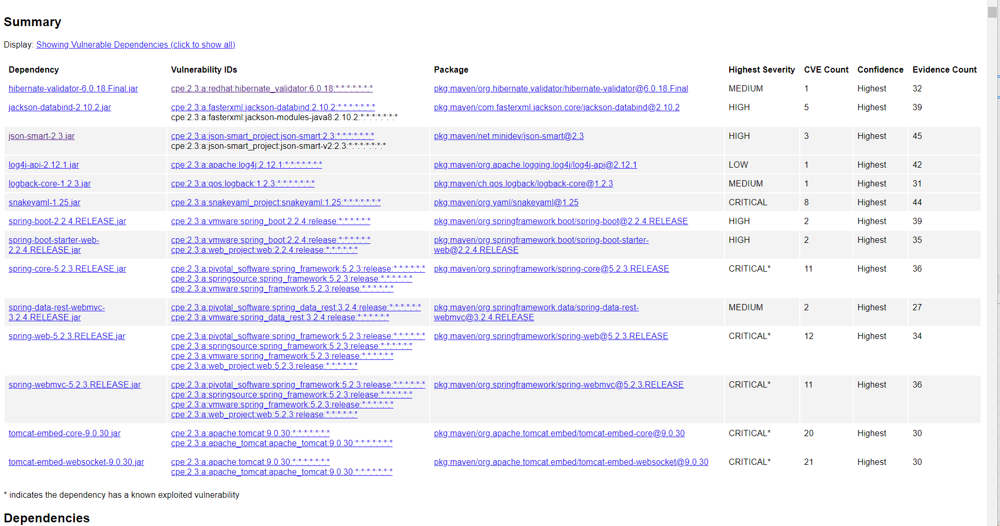 Summary
Display: Showing Vulnerable Dependencies (click to show all)
Dependency Vulnerability IDs Package Highest Severity CVE Count Confidence Evidence Count
hibernate-validator-6.0.18.Final.jar cpe:2.3:a:redhat:hibernate_validator:6.0.18:*:*:*:*:*:*:* pkg:maven/org.hibernate.validator/hibernate-validator@6.0.18.Final MEDIUM 1 Highest 32
jackson-databind-2.10.2.jar cpe:2.3:a:fasterxml:jackson-databind:2.10.2:*:*:*:*:*:*:* pkg:maven/com.fasterxml.jackson.core/jackson-databind@2.10.2 HIGH 5 Highest 39
cpe:2.3:a:fasterxml:jackson-modules-java8:2.10.2:*:*:*:*:*:*:*
json-smart-2.3.jar cpe:2.3:a:json-smart_project:json-smart:2.3:*:*:*:*:*:*:* pkg:maven/net.minidev/json-smart@2.3 HIGH 3 Highest 45
cpe:2.3:a:json-smart_project:json-smart-v2:2.3:*:*:*:*:*:*:*
log4j-api-2.12.1.jar cpe:2.3:a:apache:log4j:2.12.1:*:*:*:*:*:*:* pkg:maven/org.apache.logging.log4j/log4j-api@2.12.1 LOW 1 Highest 42
logback-core-1.2.3.jar cpe:2.3:a:qos:logback:1.2.3:*:*:*:*:*:*:* pkg:maven/ch.qos.logback/logback-core@1.2.3 MEDIUM 1 Highest 31
snakeyaml-1.25.jar cpe:2.3:a:snakeyaml_project:snakeyaml:1.25:*:*:*:*:*:*:* pkg:maven/org.yaml/snakeyaml@1.25 CRITICAL 8 Highest 44
spring-boot-2.2.4.RELEASE.jar cpe:2.3:a:vmware:spring_boot:2.2.4:release:*:*:*:*:*:* pkg:maven/org.springframework.boot/spring-boot@2.2.4.RELEASE HIGH 2 Highest 39
spring-boot-starter-web- cpe:2.3:a:vmware:spring_boot:2.2.4:release:*:*:*:*:*:* pkg:maven/org.springframework.boot/spring-boot-starter- HIGH 2 Highest 35
2.2.4.RELEASE.jar cpe:2.3:a:web_project:web:2.2.4:release:*:*:*:*:*:* web@2.2.4.RELEASE
spring-core-5.2.3.RELEASE.jar cpe:2.3:a:pivotal_software:spring_framework:5.2.3:release:*:*:*:*:*:* pkg:maven/org.springframework/spring-core@5.2.3.RELEASE CRITICAL* 11 Highest 36
cpe:2.3:a:springsource:spring_framework:5.2.3:release:*:*:*:*:*:*
cpe:2.3:a:vmware:spring_framework:5.2.3:release:*:*:*:*:*:*
spring-data-rest-webmvc- cpe:2.3:a:pivotal_software:spring_data_rest:3.2.4:release:*:*:*:*:*:* pkg:maven/org.springframework.data/spring-data-rest- MEDIUM 2 Highest 27
3.2.4.RELEASE.jar cpe:2.3:a:vmware:spring_data_rest:3.2.4:release:*:*:*:*:*:* webmvc@3.2.4.RELEASE
spring-web-5.2.3.RELEASE.jar cpe:2.3:a:pivotal_software:spring_framework:5.2.3:release:*:*:*:*:*:* pkg:maven/org.springframework/spring-web@5.2.3.RELEASE CRITICAL* 12 Highest 34
cpe:2.3:a:springsource:spring_framework:5.2.3:release:*:*:*:*:*:*
cpe:2.3:a:vmware:spring_framework:5.2.3:release:*:*:*:*:*:*
cpe:2.3:a:web_project:web:5.2.3:release:*:*:*:*:*:*
spring-webmvc-5.2.3.RELEASE.jar cpe:2.3:a:pivotal_software:spring_framework:5.2.3:release:*:*:*:*:*:* pkg:maven/org.springframework/spring-webmvc@5.2.3.RELEASE CRITICAL* 11 Highest 36
cpe:2.3:a:springsource:spring_framework:5.2.3:release:*:*:*:*:*:*
cpe:2.3:a:vmware:spring_framework:5.2.3:release:*:*:*:*:*:*
cpe:2.3:a:web_project:web:5.2.3:release:*:*:*:*:*:*
tomcat-embed-core-9.0.30.jar cpe:2.3:a:apache:tomcat:9.0.30:*:*:*:*:*:*:* pkg:maven/org.apache.tomcat.embed/tomcat-embed-core@9.0.30 CRITICAL* 20 Highest 30
cpe:2.3:a:apache_tomcat:apache_tomcat:9.0.30:*:*:*:*:*:*:*
tomcat-embed-websocket-9.0.30.jar cpe:2.3:a:apache:tomcat:9.0.30:*:*:*:*:*:*:* pkg:maven/org.apache.tomcat.embed/tomcat-embed-websocket@9.0.30 CRITICAL* 21 Highest 30
cpe:2.3:a:apache_tomcat:apache_tomcat:9.0.30:*:*:*:*:*:*:*
* indicates the dependency has a known exploited vulnerability
Dependencies